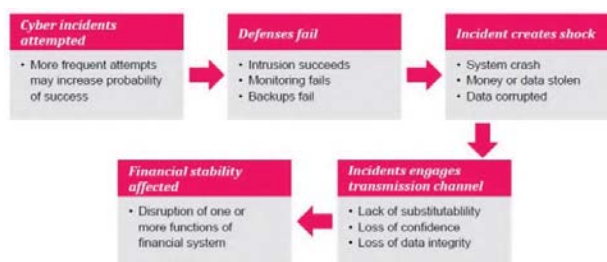 Cyber incidents
attempted
• More frequent attempts
may increase probability
of success
Defenses fail
• Intrusion succeeds
• Monitoring fails
• Backups fail
Incident creates shock
• System crash
• Money or data stolen
• Data corrupted
Incidents engages
transmission channel
• Lack of substitutablility
• Loss of confidence
• Loss of data integrity
Financial stability
affected
• Disruption of one or
more functions of
financial system